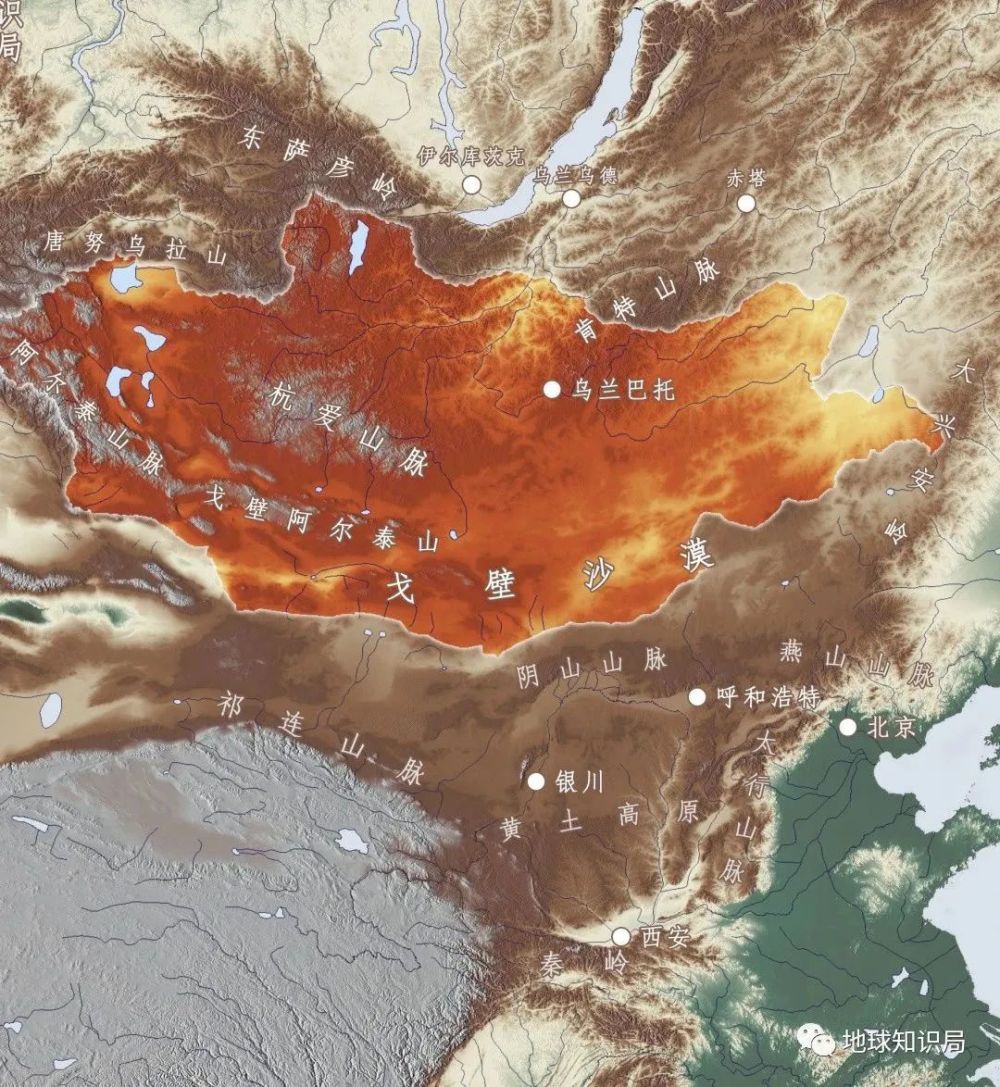 识局
东萨彦岭
伊尔库茨克
乌兰乌德
赤塔
唐努乌拉山
肯特山脉
阿尔泰山脉
杭爱山脉
乌兰巴托
大兴安岭
戈壁阿尔泰山
戈壁沙漠
阴山山脉
燕山山脉
祁连山脉
呼和浩特
北京
太行山脉
银川
黄土高原
西安
秦岭
地球知识局